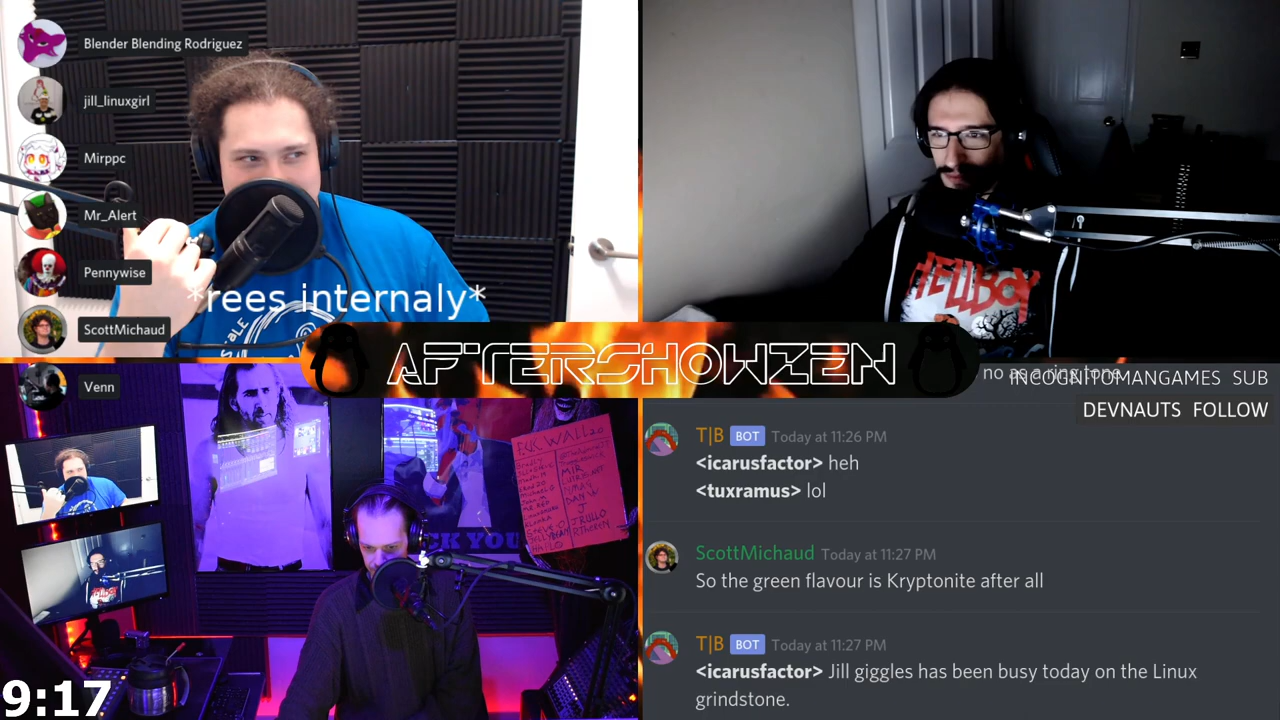 Blender Blending Rodriguez
jill_linuxgirl
Mirppc
Mr_Alert
Pennywise
ScottMichaud
Venn
*rees internaly*
HELLBOY
AFTERSHOWZEN
no as a ring tone
INCOGNITOMANGAMES SUB
DEVNAUTS FOLLOW
T|B BOT Today at 11:26 PM
<icarusfactor> heh
<tuxramus> lol
ScottMichaud Today at 11:27 PM
So the green flavour is Kryptonite after all
T|B BOT Today at 11:27 PM
<icarusfactor> Jill giggles has been busy today on the Linux
grindstone.
CK YOU
9:17